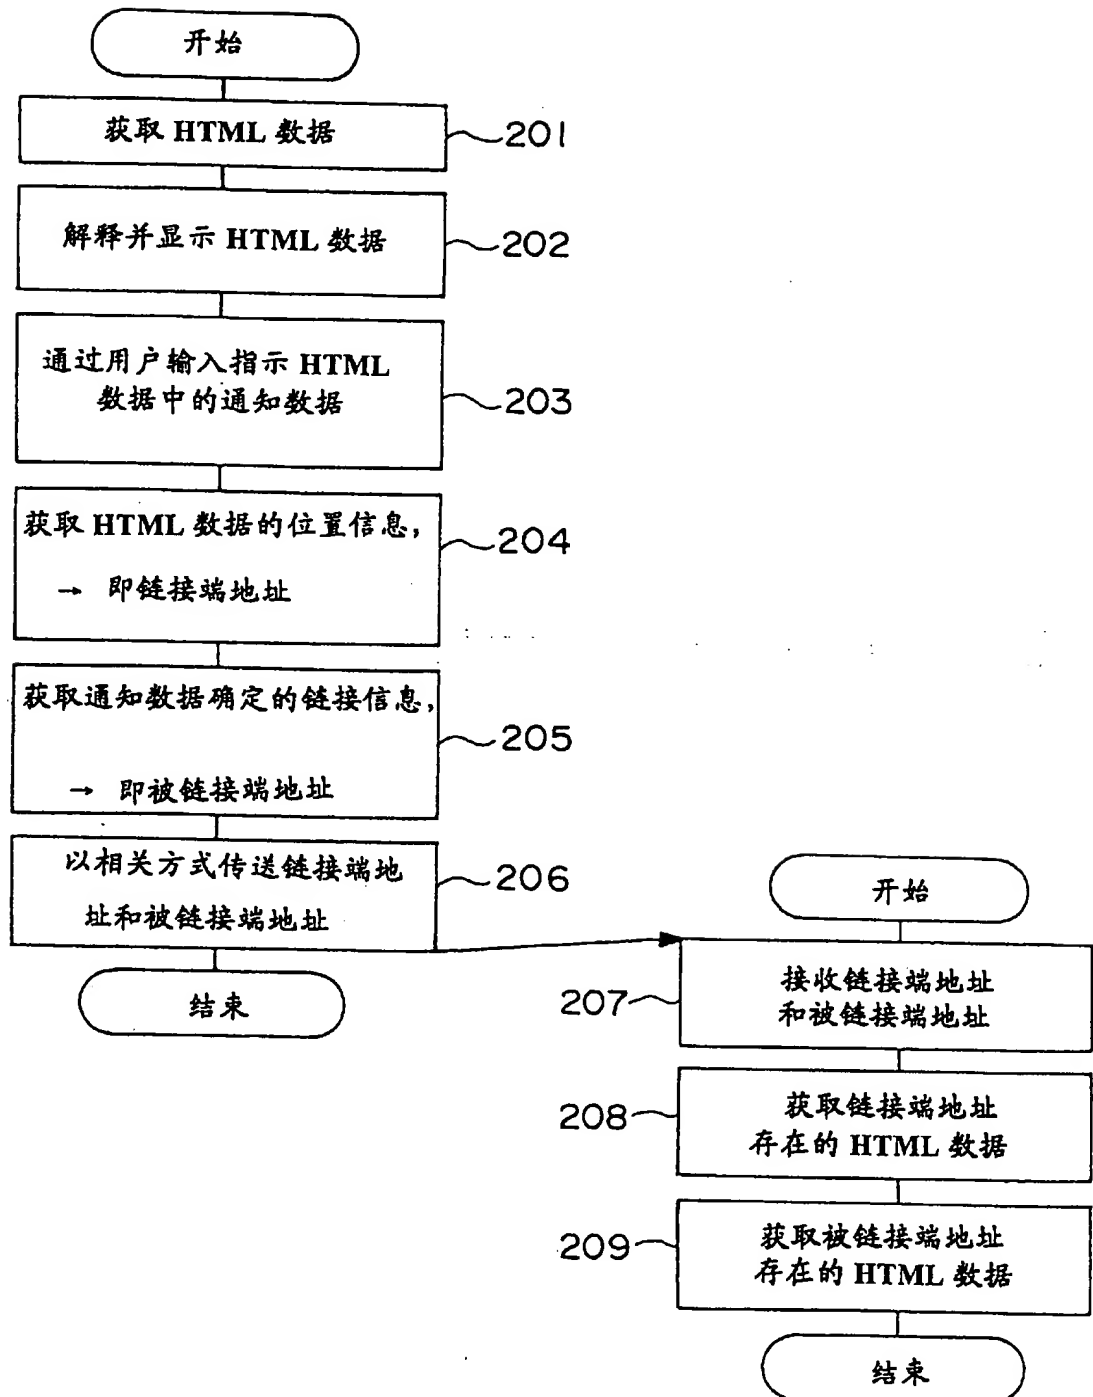 开始
获取 HTML 数据
201
解释并显示 HTML 数据
202
通过用户输入指示 HTML
数据中的通知数据
203
获取 HTML 数据的位置信息,
→ 即链接端地址
204
获取通知数据确定的链接信息,
→ 即被链接端地址
205
以相关方式传送链接端地
址和被链接端地址
206
结束
开始
接收链接端地址
和被链接端地址
207
获取链接端地址
存在的 HTML 数据
208
获取被链接端地址
存在的 HTML 数据
209
结束